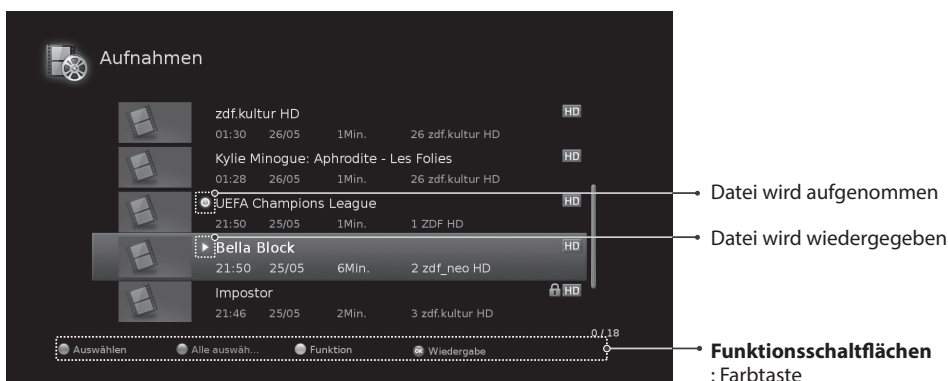 Aufnahmen
zdf.kultur HD HD
01:30 26/05 1Min. 26 zdf.kultur HD
Kylie Minogue: Aphrodite - Les Folies HD
01:28 26/05 1Min. 26 zdf.kultur HD
UEFA Champions League HD
21:50 25/05 1Min. 1 ZDF HD
Datei wird aufgenommen
Bella Block HD
21:50 25/05 6Min. 2 zdf_neo HD
Datei wird wiedergegeben
Impostor HD
21:46 25/05 2Min. 3 zdf.kultur HD
0/18
Auswählen Alle auswäh... Funktion OK Wiedergabe
Funktionsschaltflächen
: Farbtaste